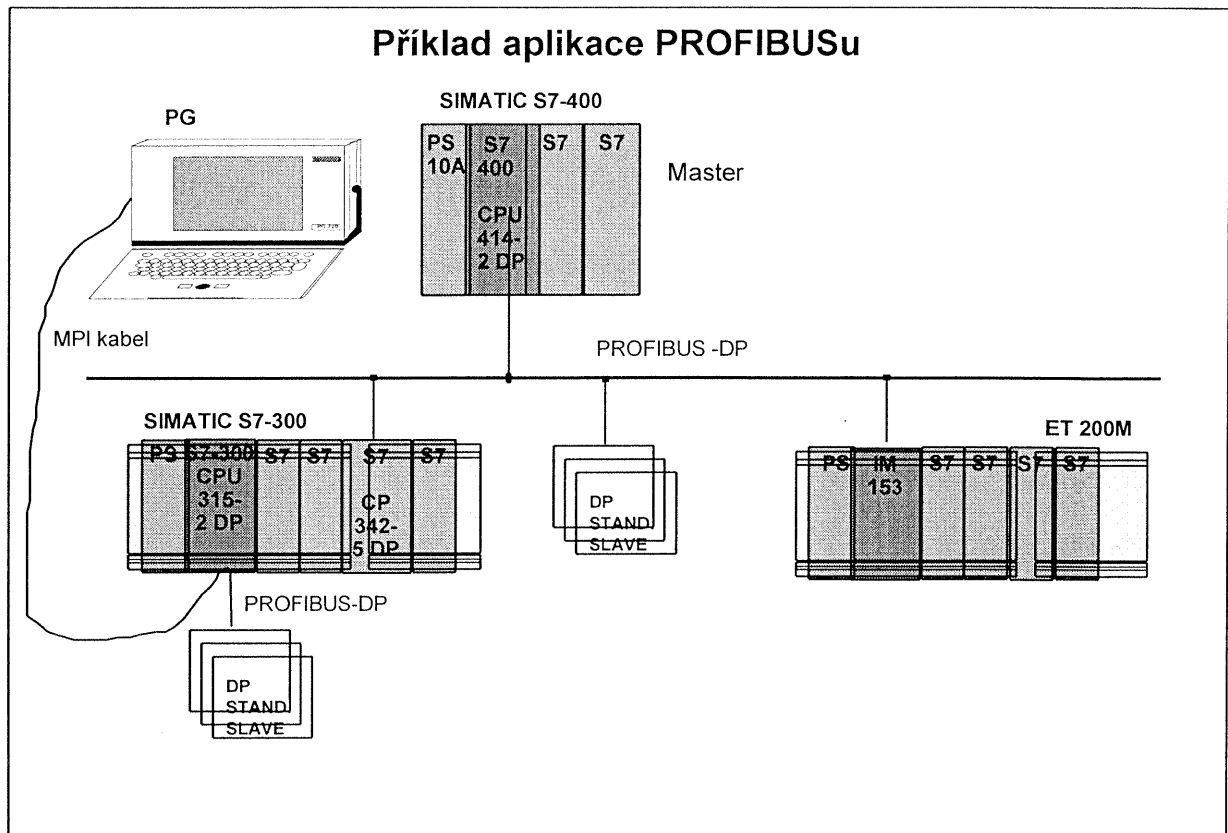 Příklad aplikace PROFIBUSu
SIMATIC S7-400
PG
PS
10A
S7
400
CPU
414-
2 DP
S7
S7
Master
MPI kabel
PROFIBUS -DP
SIMATIC S7-300
PS
S7-300
CPU
315-
2 DP
S7
S7
S7
CP
342-
5 DP
S7
DP
STAND.
SLAVE
ET 200M
PS
IM
153
S7
S7
S7
S7
PROFIBUS-DP
DP
STAND.
SLAVE